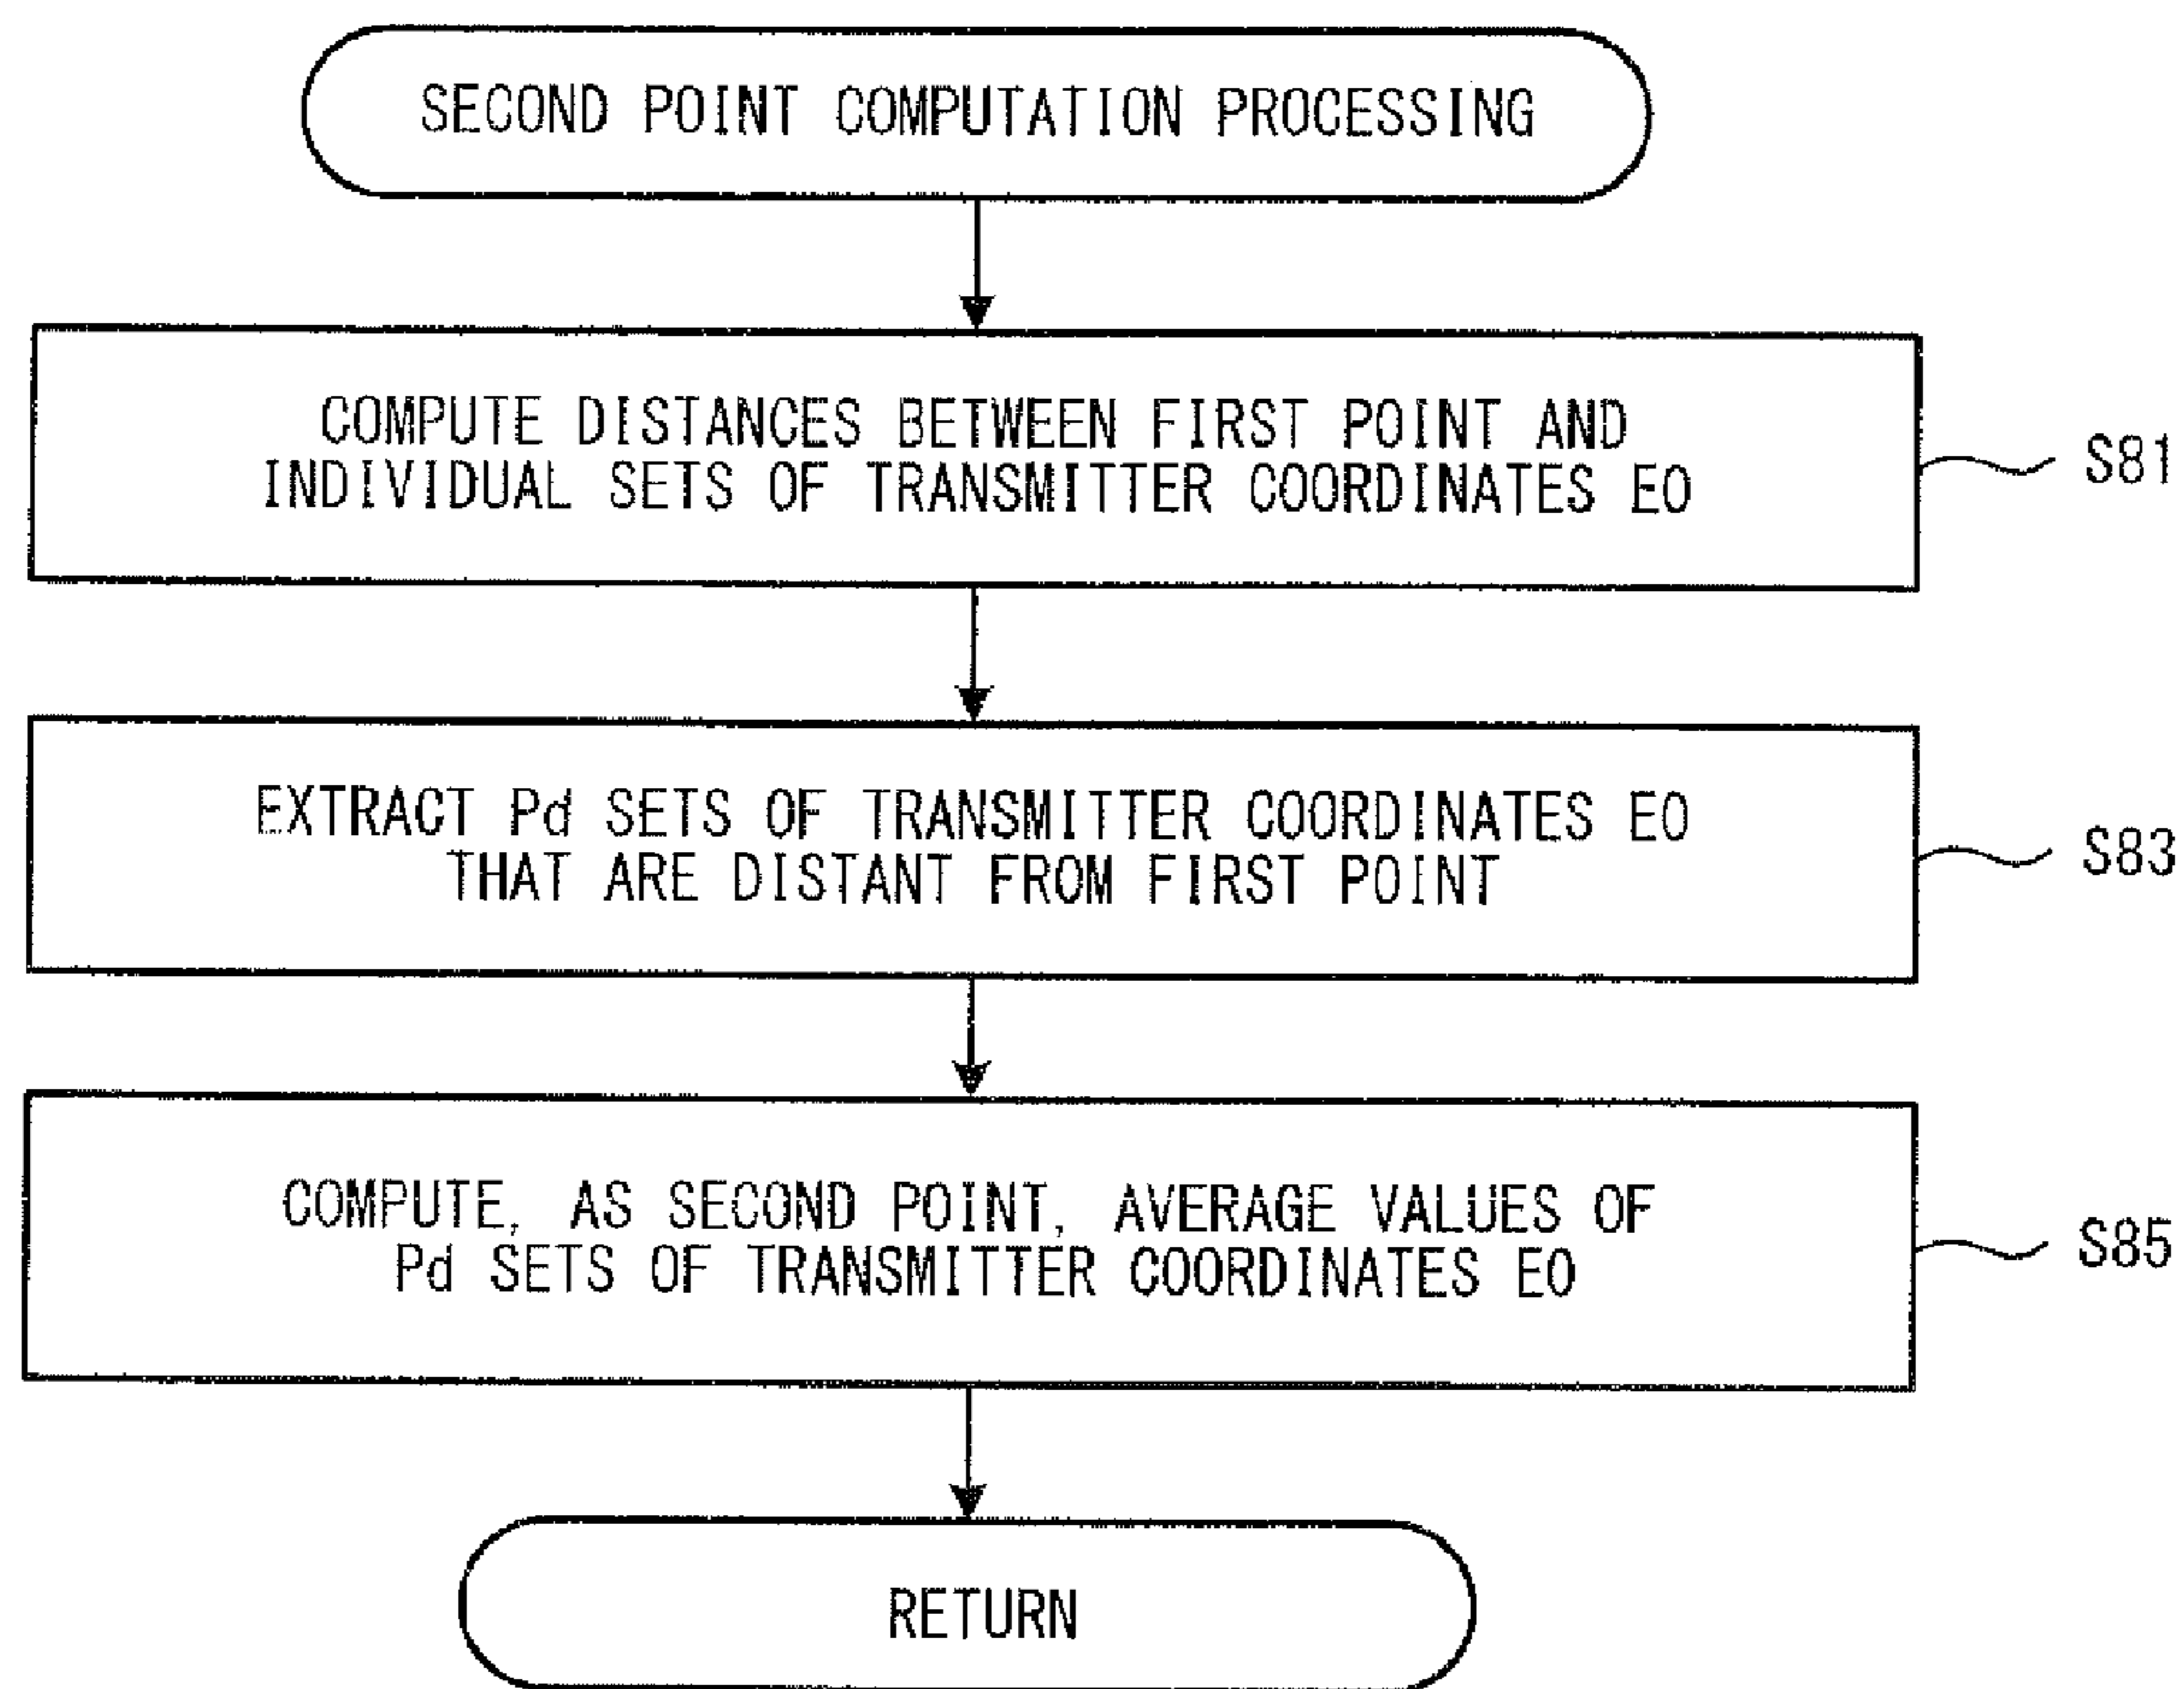 SECOND POINT COMPUTATION PROCESSING
COMPUTE DISTANCES BETWEEN FIRST POINT AND
INDIVIDUAL SETS OF TRANSMITTER COORDINATES E0
S81
EXTRACT Pd SETS OF TRANSMITTER COORDINATES E0
THAT ARE DISTANT FROM FIRST POINT
S83
COMPUTE, AS SECOND POINT, AVERAGE VALUES OF
Pd SETS OF TRANSMITTER COORDINATES E0
S85
RETURN